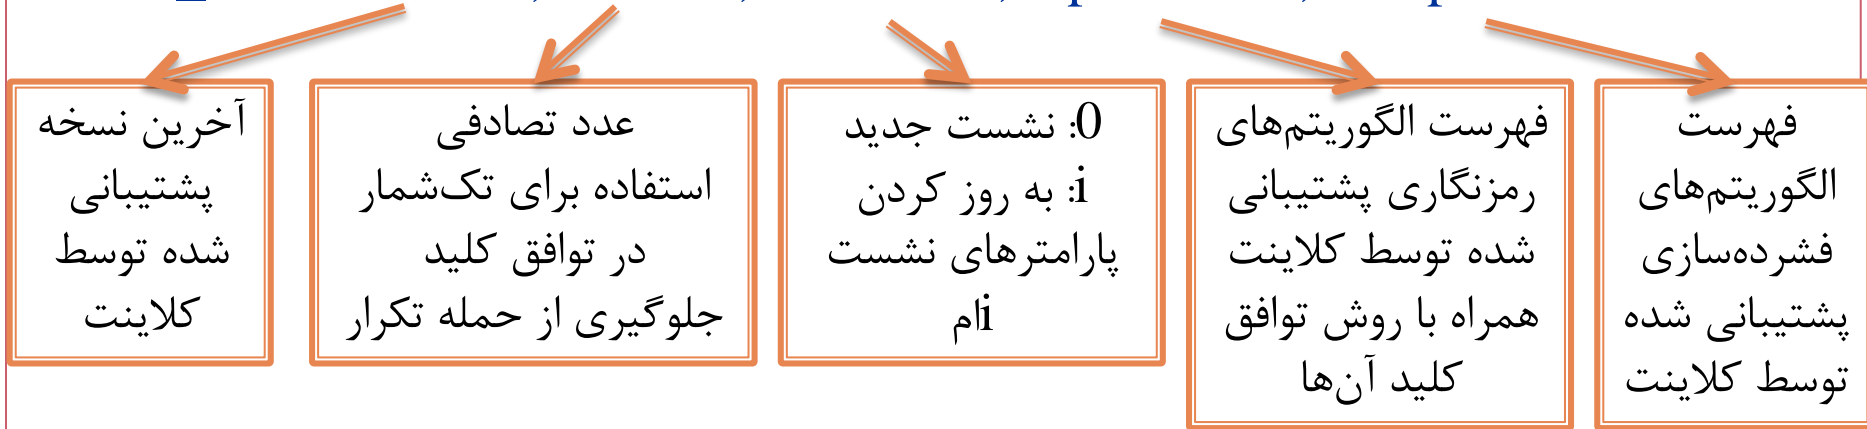 آخرین نسخه
پشتیبانی
شده توسط
کلاینت
عدد تصادفی
استفاده برای تک‌شمار
در توافق کلید
جلوگیری از حمله تکرار
0: نشست جدید
i: به روز کردن
پارامترهای نشست
iام
فهرست الگوریتم‌های
رمزنگاری پشتیبانی
شده توسط کلاینت
همراه با روش توافق
کلید آن‌ها
فهرست
الگوریتم‌های
فشرده‌سازی
پشتیبانی شده
توسط کلاینت